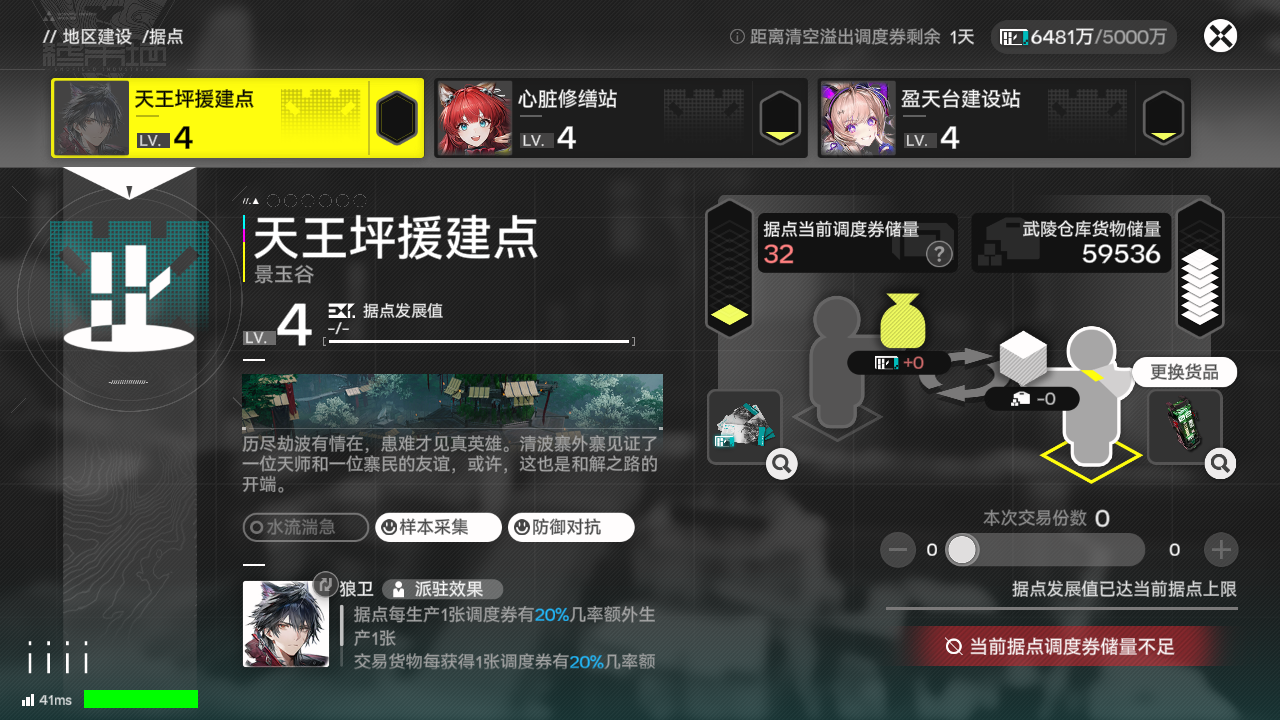 // 地区建设 /据点
距离清空溢出调度券剩余 1天
6481万/5000万
天王坪援建点
LV. 4
心脏修缮站
LV. 4
盈天台建设站
LV. 4
天王坪援建点
景玉谷
LV. 4
EXP. 据点发展值
-/-
历尽劫波有情在，患难才见真英雄。清波寨外寨见证了
一位天师和一位寨民的友谊，或许，这也是和解之路的
开端。
水流湍急
样本采集
防御对抗
狼卫 派驻效果
据点每生产1张调度券有20%几率额外生
产1张
交易货物每获得1张调度券有20%几率额
41ms
据点当前调度券储量
32
?
武陵仓库货物储量
59536
+0
-0
更换货品
本次交易份数 0
0
0
据点发展值已达当前据点上限
当前据点调度券储量不足